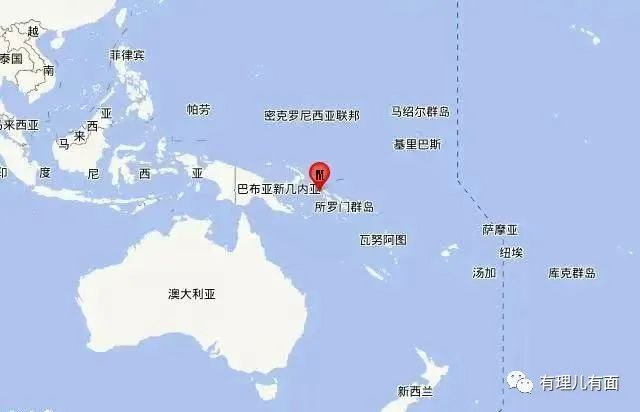 越
南
泰国
菲律宾
帕劳
密克罗尼西亚联邦
马绍尔群岛
基里巴斯
马来西亚
马来西亚
印度尼西亚
巴布亚新几内亚
所罗门群岛
瓦努阿图
萨摩亚
纽埃
汤加
库克群岛
澳大利亚
新西兰
有理儿有面